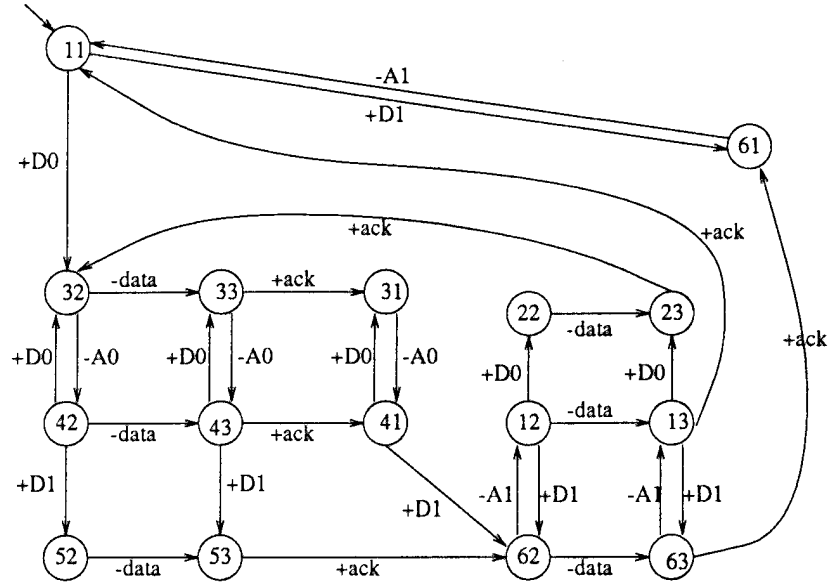 11
-A1
+D1
61
+D0
+ack
+ack
32
-data
33
+ack
31
22
-data
23
+ack
+D0
-A0
+D0
-A0
+D0
-A0
+D0
+D0
42
-data
43
+ack
41
12
-data
13
+D1
+D1
+D1
-A1
+D1
-A1
+D1
52
-data
53
+ack
62
-data
63